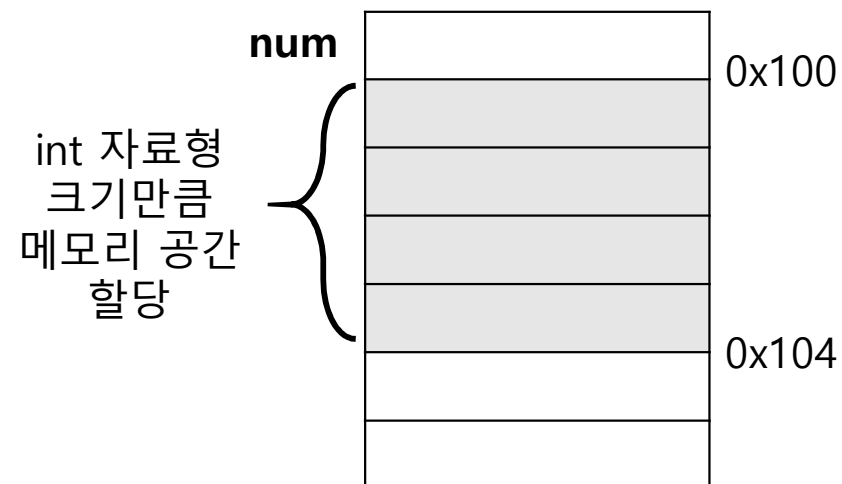 num
0x100
int 자료형
크기만큼
메모리 공간
할당
0x104